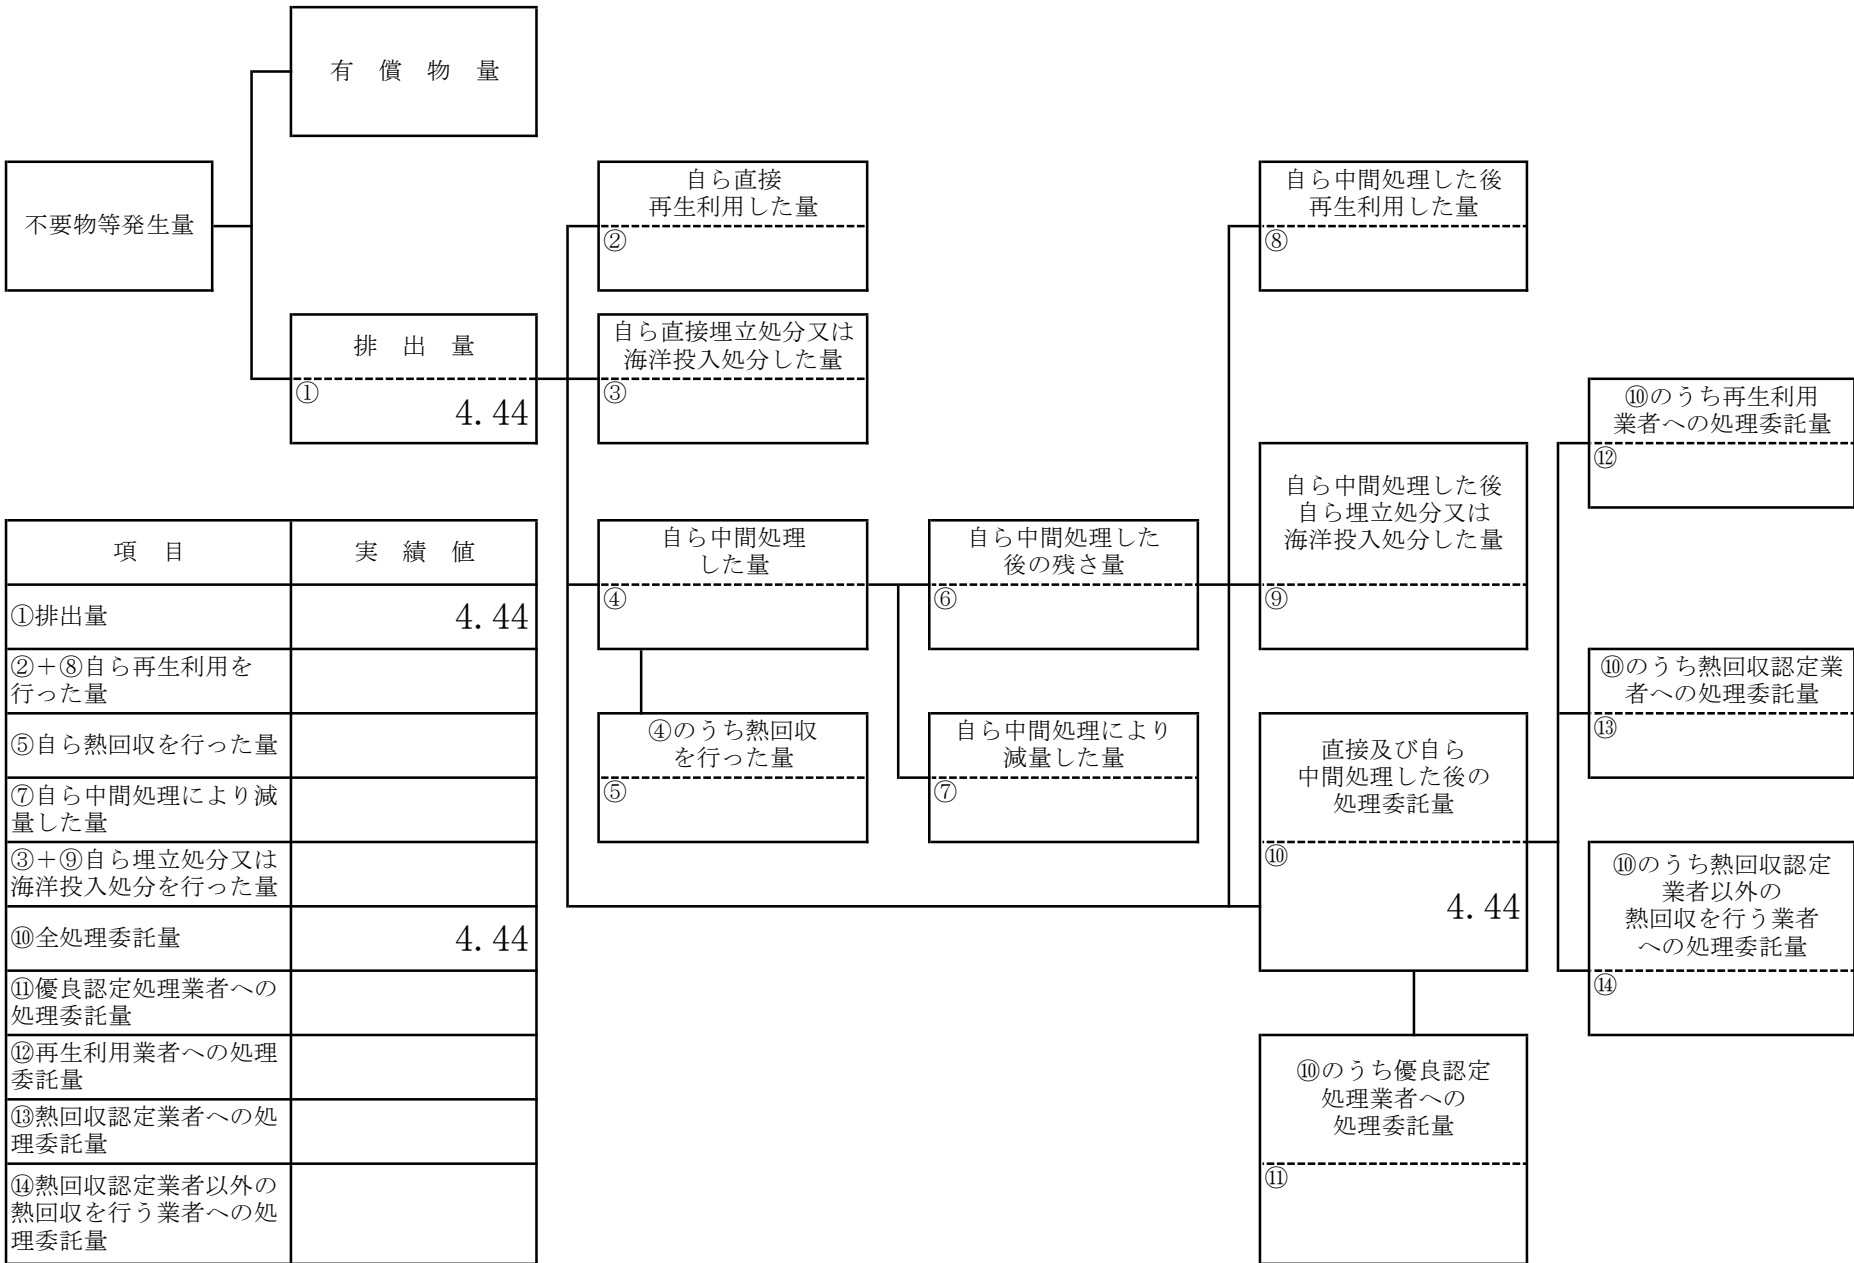 有　償　物　量
不要物等発生量
排　出　量
①
4.44
自ら直接
再生利用した量
②
自ら直接埋立処分又は
海洋投入処分した量
③
自ら中間処理
した量
④
④のうち熱回収
を行った量
⑤
自ら中間処理した
後の残さ量
⑥
自ら中間処理により
減量した量
⑦
自ら中間処理した後
再生利用した量
⑧
自ら中間処理した後
自ら埋立処分又は
海洋投入処分した量
⑨
直接及び自ら
中間処理した後の
処理委託量
⑩
4.44
⑩のうち優良認定
処理業者への
処理委託量
⑪
⑩のうち再生利用
業者への処理委託量
⑫
⑩のうち熱回収認定業
者への処理委託量
⑬
⑩のうち熱回収認定
業者以外の
熱回収を行う業者
への処理委託量
⑭
項　目　実　績　値
①排出量　4.44
②＋⑧自ら再生利用を
行った量
⑤自ら熱回収を行った量
⑦自ら中間処理により減
量した量
③＋⑨自ら埋立処分又は
海洋投入処分を行った量
⑩全処理委託量　4.44
⑪優良認定処理業者への
処理委託量
⑫再生利用業者への処理
委託量
⑬熱回収認定業者への処
理委託量
⑭熱回収認定業者以外の
熱回収を行う業者への処
理委託量